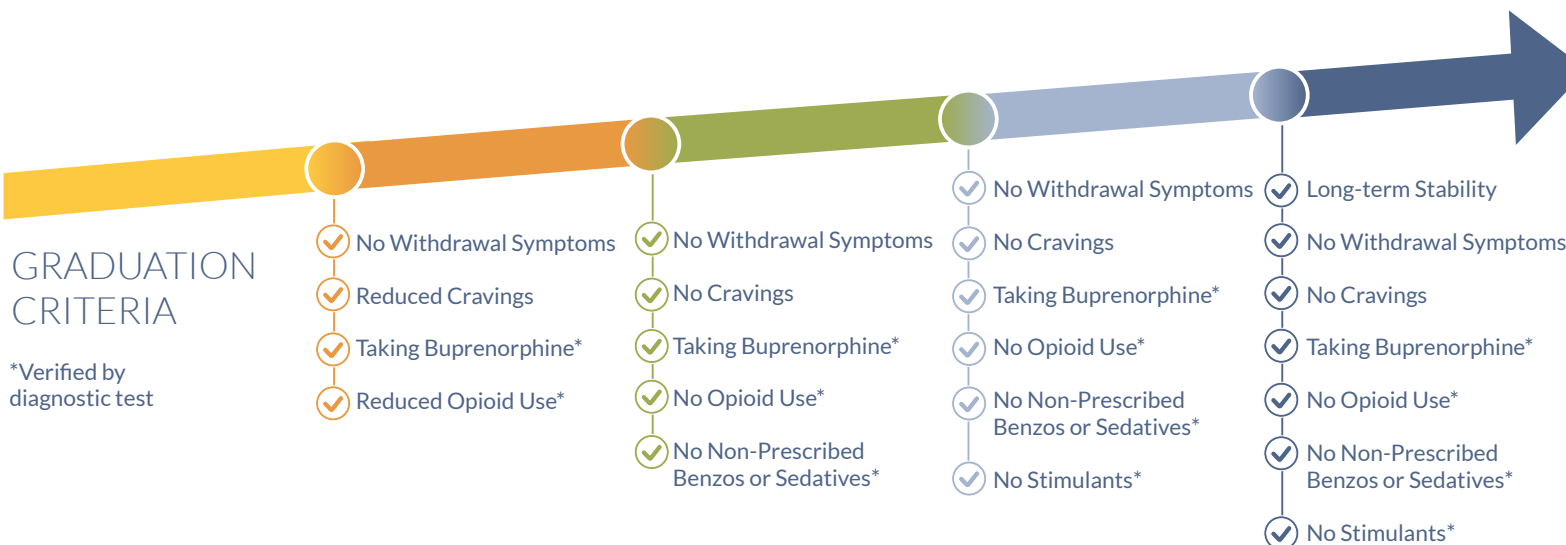 GRADUATION
CRITERIA
*Verified by
diagnostic test
No Withdrawal Symptoms
Reduced Cravings
Taking Buprenorphine*
Reduced Opioid Use*
No Withdrawal Symptoms
No Cravings
Taking Buprenorphine*
No Opioid Use*
No Non-Prescribed
Benzos or Sedatives*
No Withdrawal Symptoms
No Cravings
Taking Buprenorphine*
No Opioid Use*
No Non-Prescribed
Benzos or Sedatives*
No Stimulants*
Long-term Stability
No Withdrawal Symptoms
No Cravings
Taking Buprenorphine*
No Opioid Use*
No Non-Prescribed
Benzos or Sedatives*
No Stimulants*